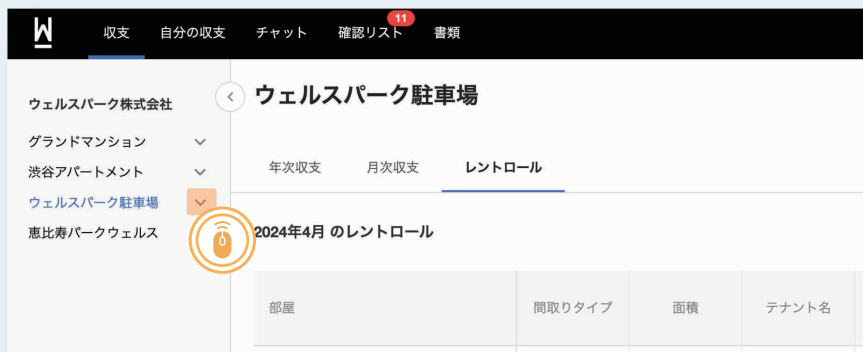 収支 自分の収支 チャット 確認リスト 11 書類
ウェルスパーク株式会社
グランドマンション
渋谷アパートメント
ウェルスパーク駐車場
恵比寿パークウェルス
ウェルスパーク駐車場
年次収支 月次収支 レントロール
2024年4月 のレントロール
部屋 間取りタイプ 面積 テナント名